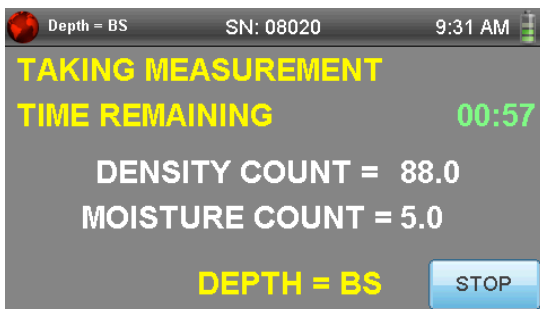 Depth = BS SN: 08020 9:31 AM
TAKING MEASUREMENT
TIME REMAINING 00:57
DENSITY COUNT = 88.0
MOISTURE COUNT = 5.0
DEPTH = BS STOP